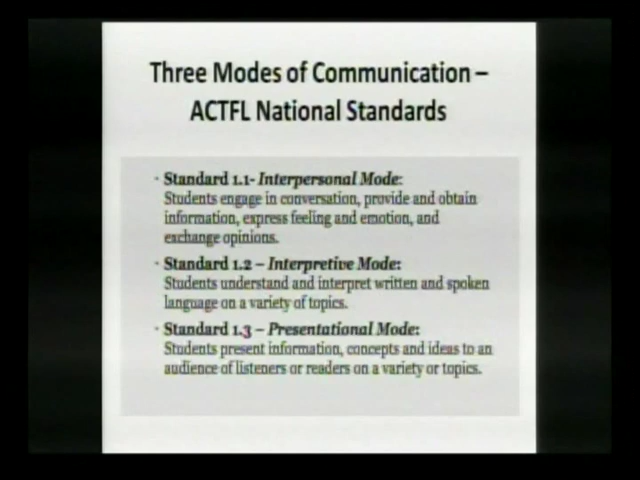 Three Modes of Communication –
ACTFL National Standards
• Standard 1.1- Interpersonal Mode:
Students engage in conversation, provide and obtain
information, express feeling and emotion, and
exchange opinions.
• Standard 1.2 – Interpretive Mode:
Students understand and interpret written and spoken
language on a variety of topics.
• Standard 1.3 – Presentational Mode:
Students present information, concepts and ideas to an
audience of listeners or readers on a variety or topics.